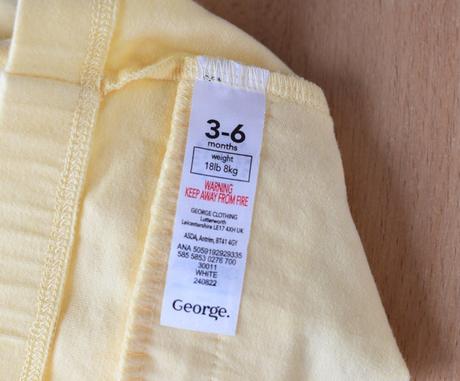 3-6
months
weight
18lb 8kg
WARNING
KEEP AWAY FROM FIRE
GEORGE CLOTHING
Lutterworth
Leicestershire LE17 4XH UK
ASDA, Antrim, BT41 4GY
ANA 5059192929335
585 5853 0276 700
30011
WHITE
240822
George.